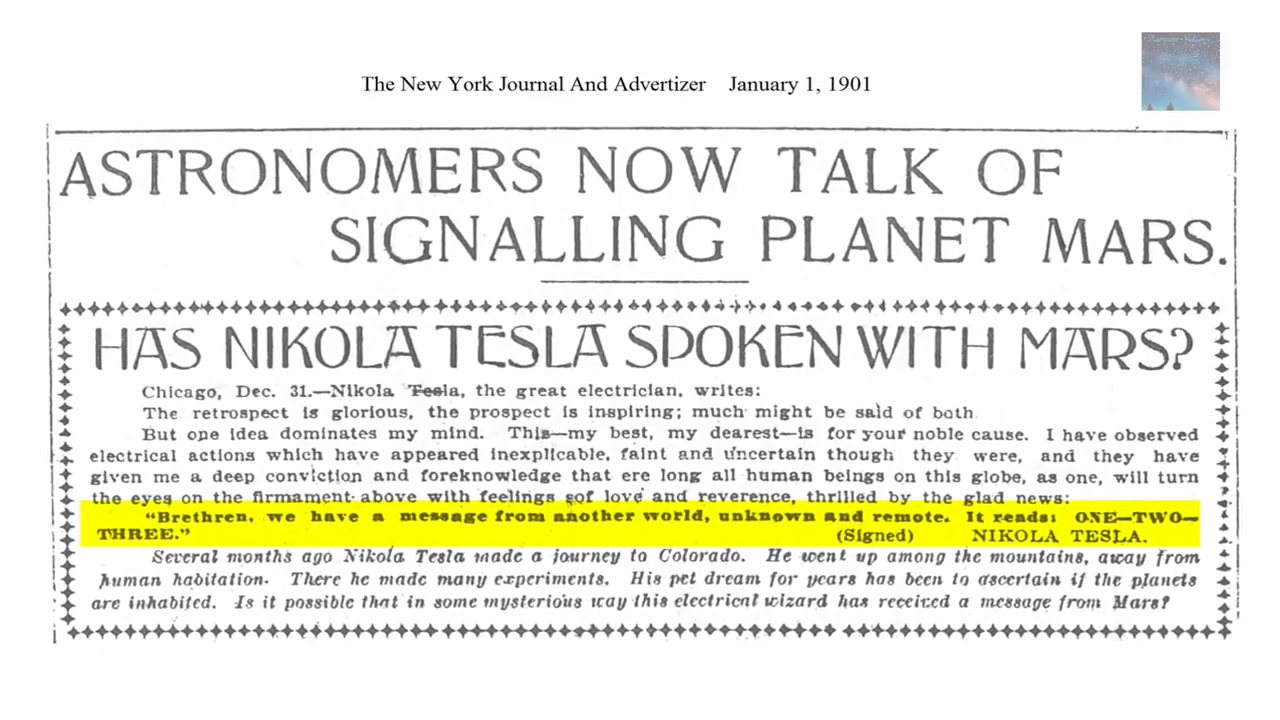 Starseed Nation
The New York Journal And Advertizer January 1, 1901
ASTRONOMERS NOW TALK OF
SIGNALLING PLANET MARS.
HAS NIKOLA TESLA SPOKEN WITH MARS?
Chicago, Dec. 31.—Nikola Tesla, the great electrician, writes:
The retrospect is glorious, the prospect is inspiring; much might be said of both.
But one idea dominates my mind. This—my best, my dearest—is for your noble cause. I have observed
electrical actions which have appeared inexplicable, faint and uncertain though they were, and they have
given me a deep conviction and foreknowledge that ere long all human beings on this globe, as one, will turn
the eyes on the firmament above with feelings sof love and reverence, thrilled by the glad news:
“Brethren, we have a message from another world, unknown and remote. It reads: ONE—TWO—
THREE.” (Signed) NIKOLA TESLA.
Several months ago Nikola Tesla made a journey to Colorado. He went up among the mountains, away from
human habitation. There he made many experiments. His pet dream for years has been to ascertain if the planets
are inhabited. Is it possible that in some mysterious way this electrical wizard has received a message from Mars?